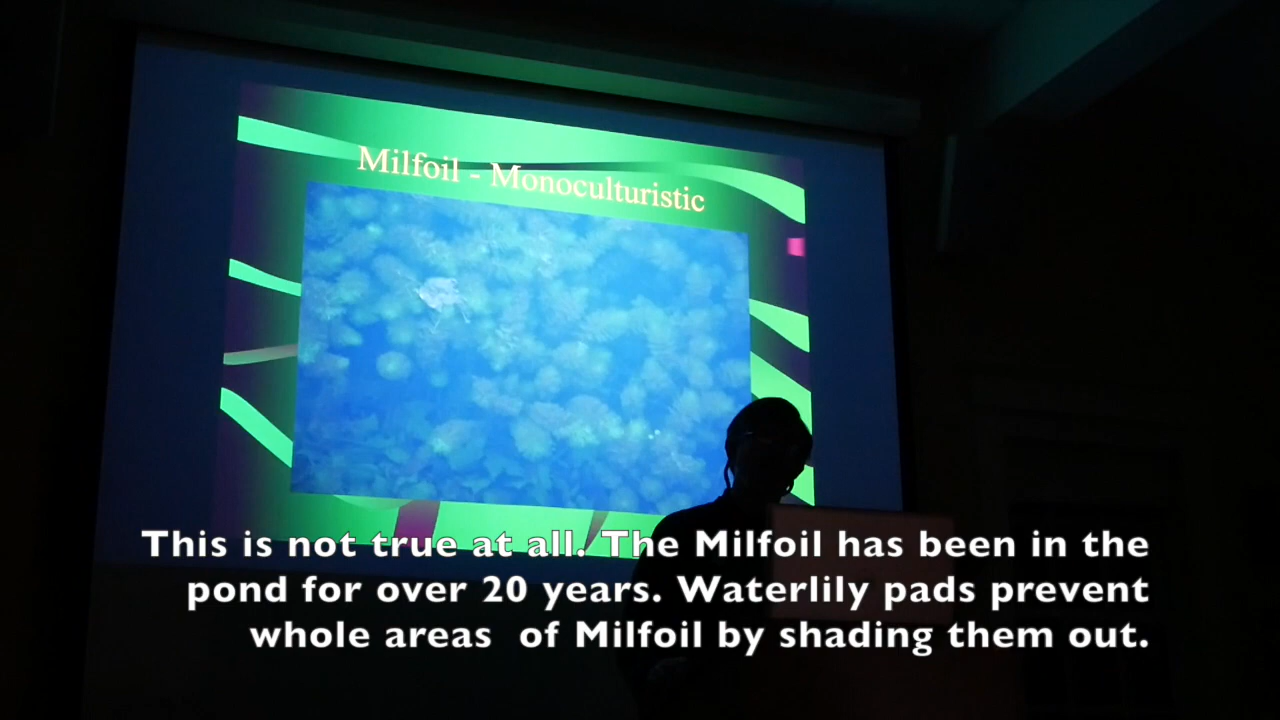 Milfoil - Monoculturistic
This is not true at all. The Milfoil has been in the
pond for over 20 years. Waterlily pads prevent
whole areas  of Milfoil by shading them out.